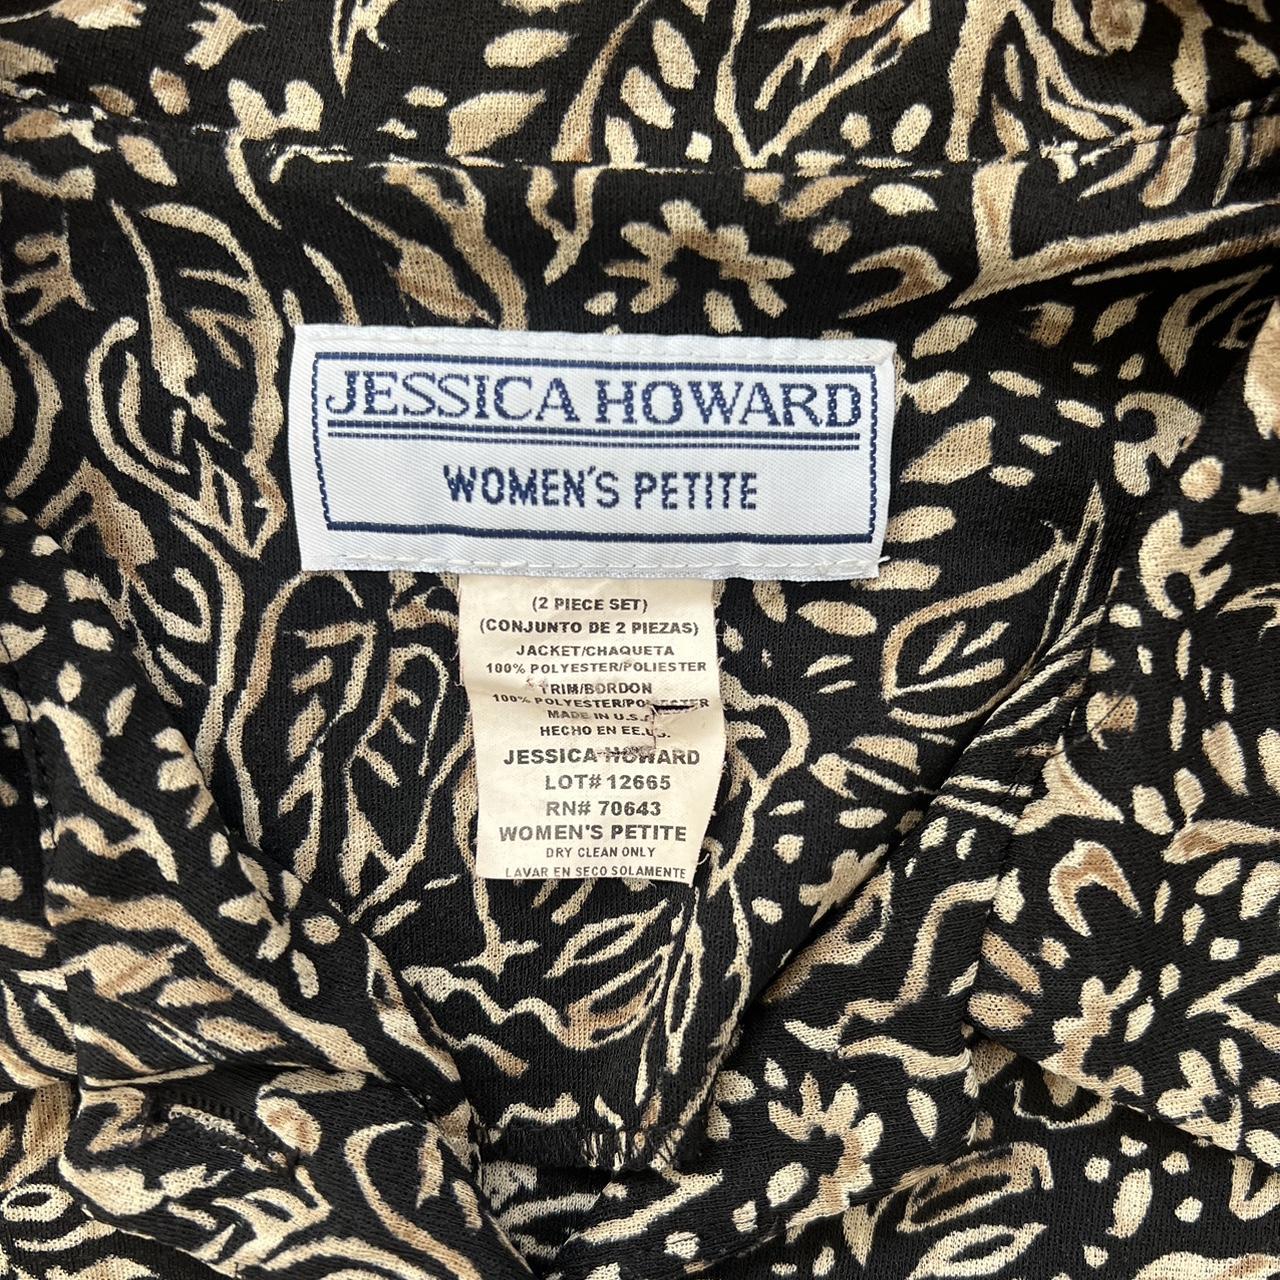 JESSICA HOWARD
WOMEN'S PETITE
(2 PIECE SET)
(CONJUNTO DE 2 PIEZAS)
JACKET/CHAQUETA
100% POLYESTER/POLIESTER
TRIM/BORDON
100% POLYESTER/POLIESTER
MADE IN U.S.A.
HECHO EN EE.UU.
JESSICA HOWARD
LOT# 12665
RN# 70643
WOMEN'S PETITE
DRY CLEAN ONLY
LAVAR EN SECO SOLAMENTE